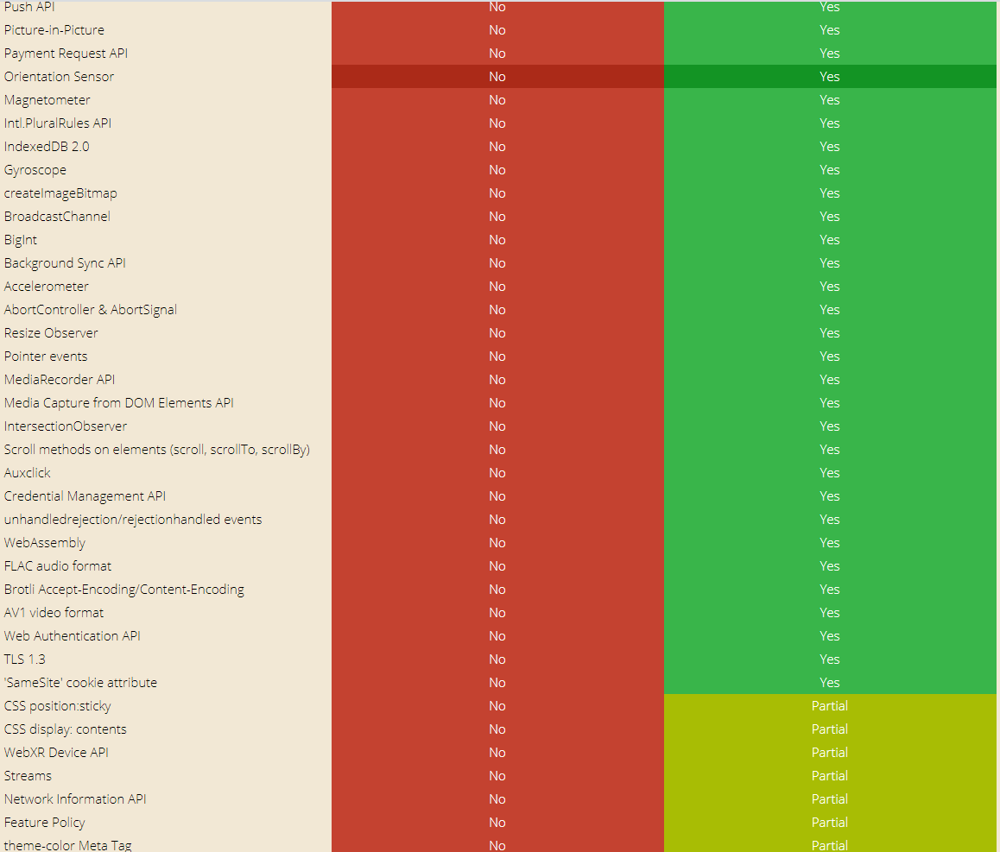 Push API No Yes
Picture-in-Picture No Yes
Payment Request API No Yes
Orientation Sensor No Yes
Magnetometer No Yes
Intl.PluralRules API No Yes
IndexedDB 2.0 No Yes
Gyroscope No Yes
createImageBitmap No Yes
BroadcastChannel No Yes
BigInt No Yes
Background Sync API No Yes
Accelerometer No Yes
AbortController & AbortSignal No Yes
Resize Observer No Yes
Pointer events No Yes
MediaRecorder API No Yes
Media Capture from DOM Elements API No Yes
IntersectionObserver No Yes
Scroll methods on elements (scroll, scrollTo, scrollBy) No Yes
Auxclick No Yes
Credential Management API No Yes
unhandledrejection/rejectionhandled events No Yes
WebAssembly No Yes
FLAC audio format No Yes
Brotli Accept-Encoding/Content-Encoding No Yes
AV1 video format No Yes
Web Authentication API No Yes
TLS 1.3 No Yes
'SameSite' cookie attribute No Yes
CSS position:sticky No Partial
CSS display: contents No Partial
WebXR Device API No Partial
Streams No Partial
Network Information API No Partial
Feature Policy No Partial
theme-color Meta Tag No Partial